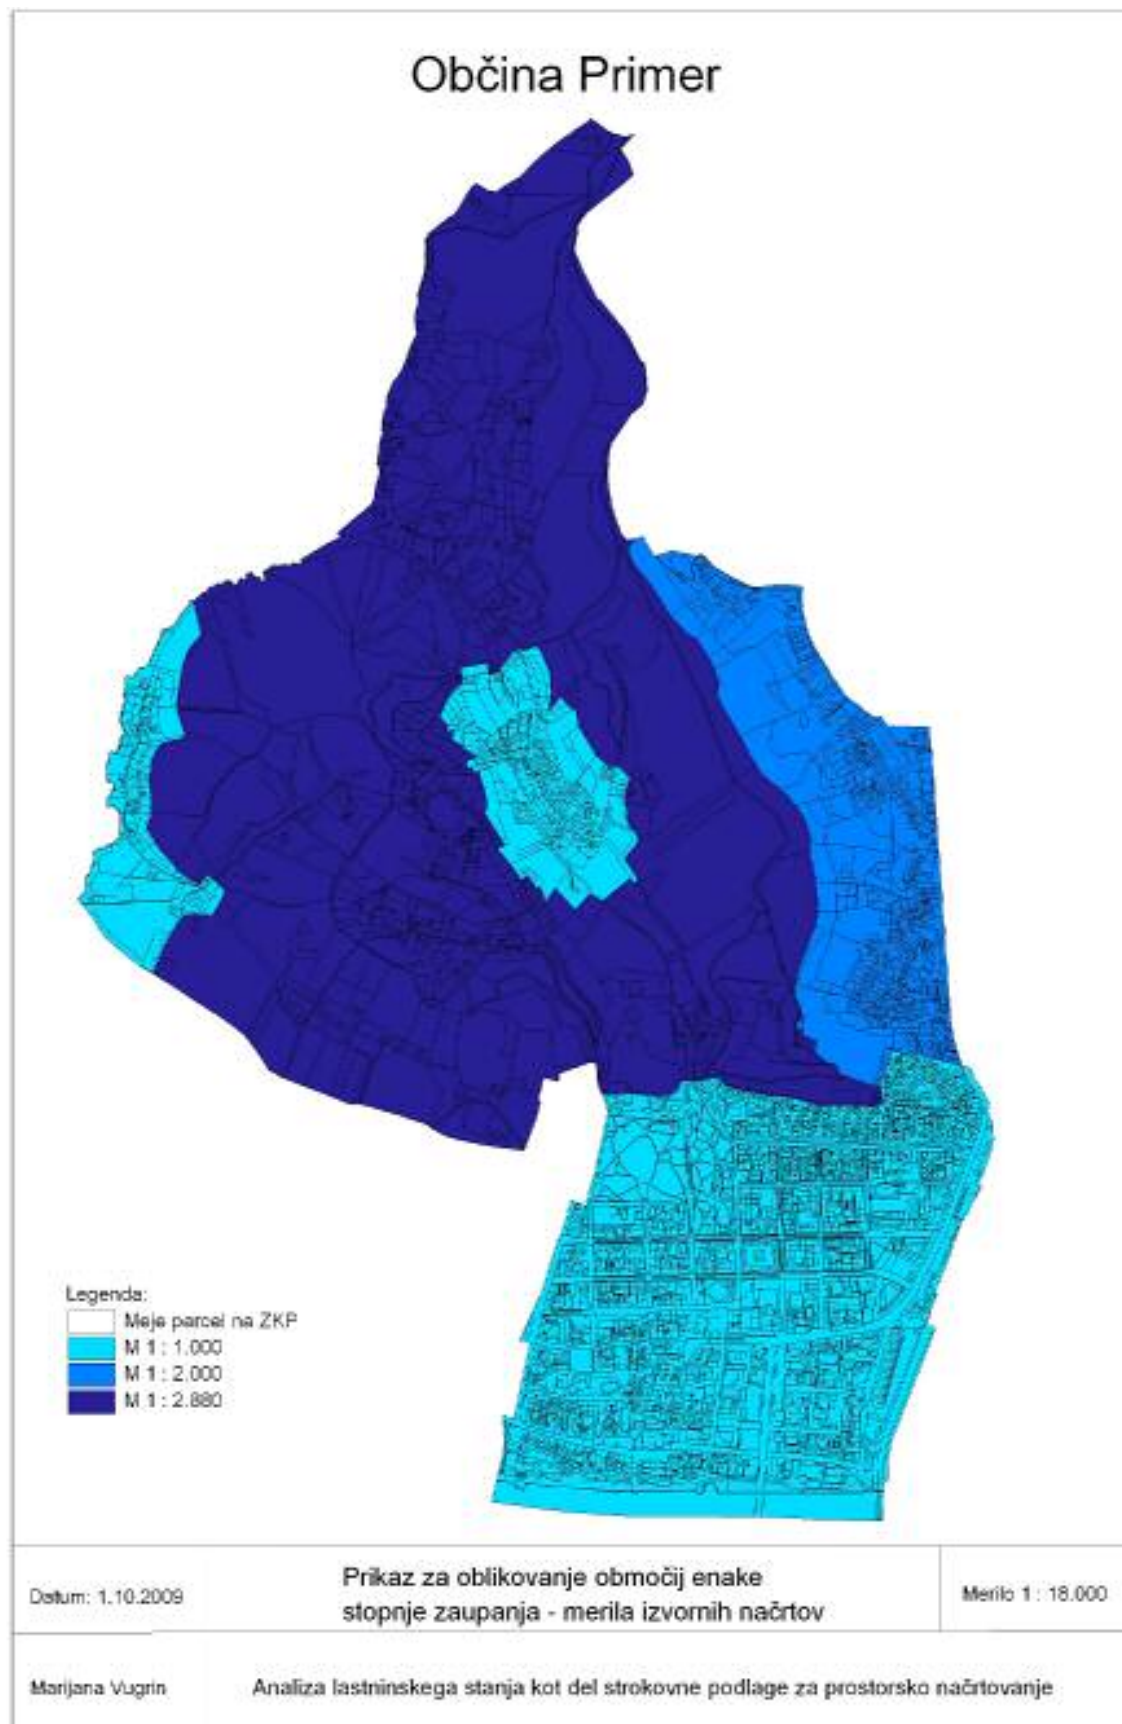 Občina Primer
Legenda:
Meje parcel na ZKP
M 1 : 1.000
M 1 : 2.000
M 1 : 2.880
Datum: 1.10.2009
Prikaz za oblikovanje območij enake
stopnje zaupanja - merila izvornih načrtov
Merilo 1 : 18.000
Marijana Vugrin
Analiza lastninskega stanja kot del strokovne podlage za prostorsko načrtovanje